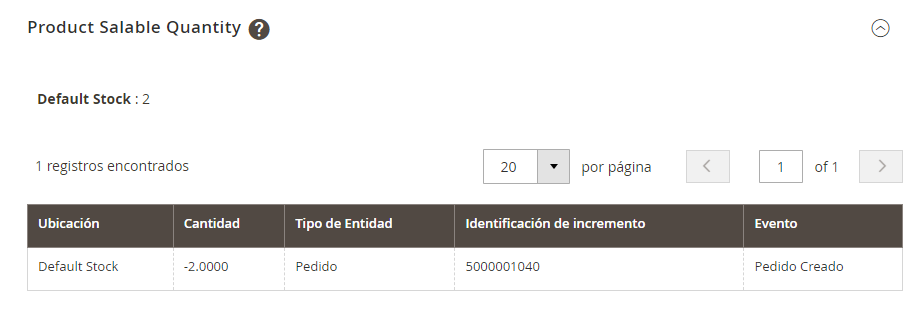 Product Salable Quantity ?
Default Stock : 2
1 registros encontrados
20 por página
1 of 1
Ubicación Cantidad Tipo de Entidad Identificación de incremento Evento
Default Stock -2.0000 Pedido 5000001040 Pedido Creado